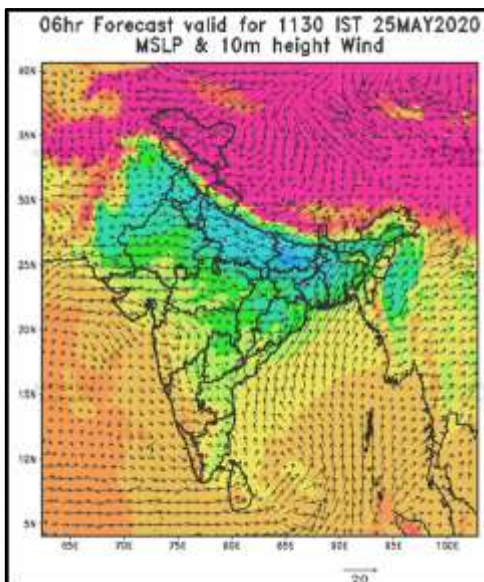 06hr Forecast valid for 1130 IST 25MAY2020
MSLP & 10m height Wind
40N
35N
30N
25N
20N
15N
10N
5N
65E 70E 75E 80E 85E 90E 95E 100E
20